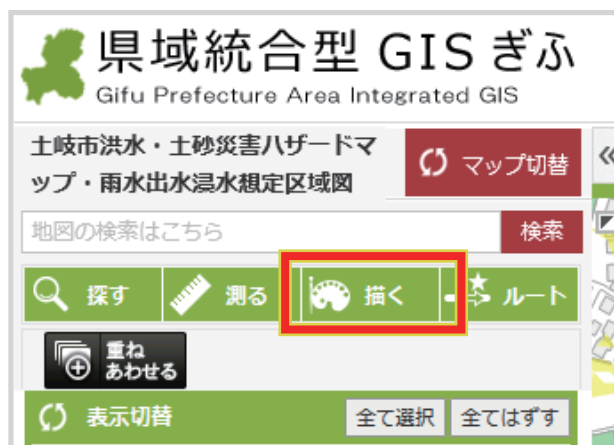 県域統合型 GIS ぎふ
Gifu Prefecture Area Integrated GIS
土岐市洪水・土砂災害ハザードマ
ップ・雨水出水浸水想定区域図
マップ切替
地図の検索はこちら
検索
探す
測る
描く
ルート
重ね
あわせる
表示切替
全て選択
全てはずす